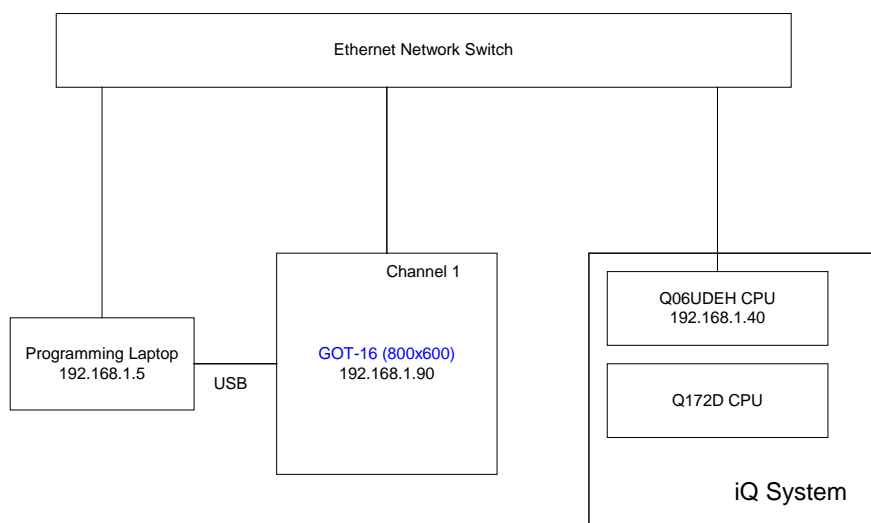 Ethernet Network Switch
Channel 1
Q06UDEH CPU
192.168.1.40
Programming Laptop
192.168.1.5
USB
GOT-16 (800x600)
192.168.1.90
Q172D CPU
iQ System